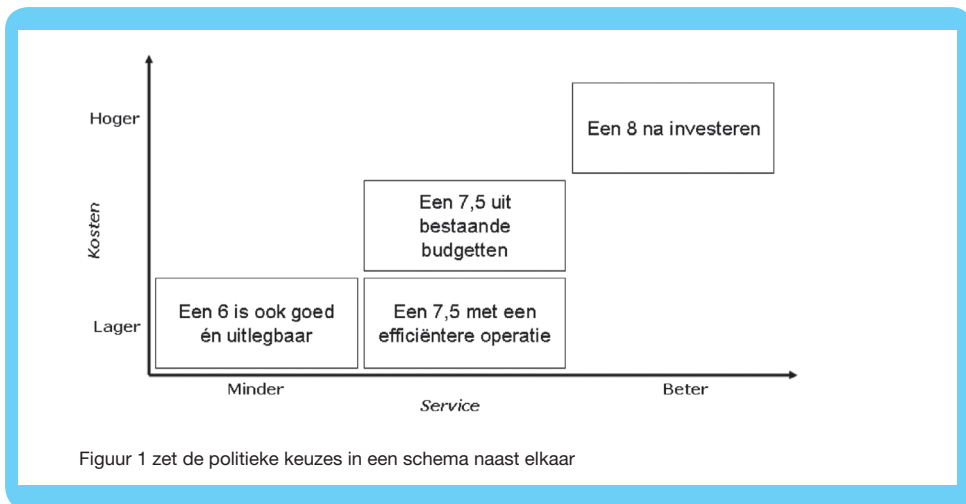 Hoger
Een 8 na investeren
Kosten
Een 7,5 uit
bestaande
budgetten
Lager
Een 6 is ook goed
én uitlegbaar
Een 7,5 met een
efficiëntere operatie
Minder
Beter
Service
Figuur 1 zet de politieke keuzes in een schema naast elkaar